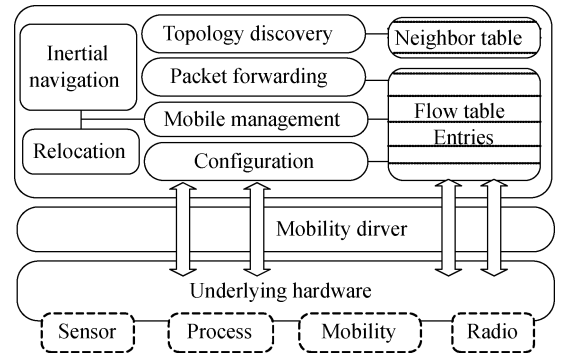 Inertial
navigation
Relocation
Topology discovery
Packet forwarding
Mobile management
Configuration
Neighbor table
Flow table
Entries
Mobility dirver
Underlying hardware
Sensor
Process
Mobility
Radio